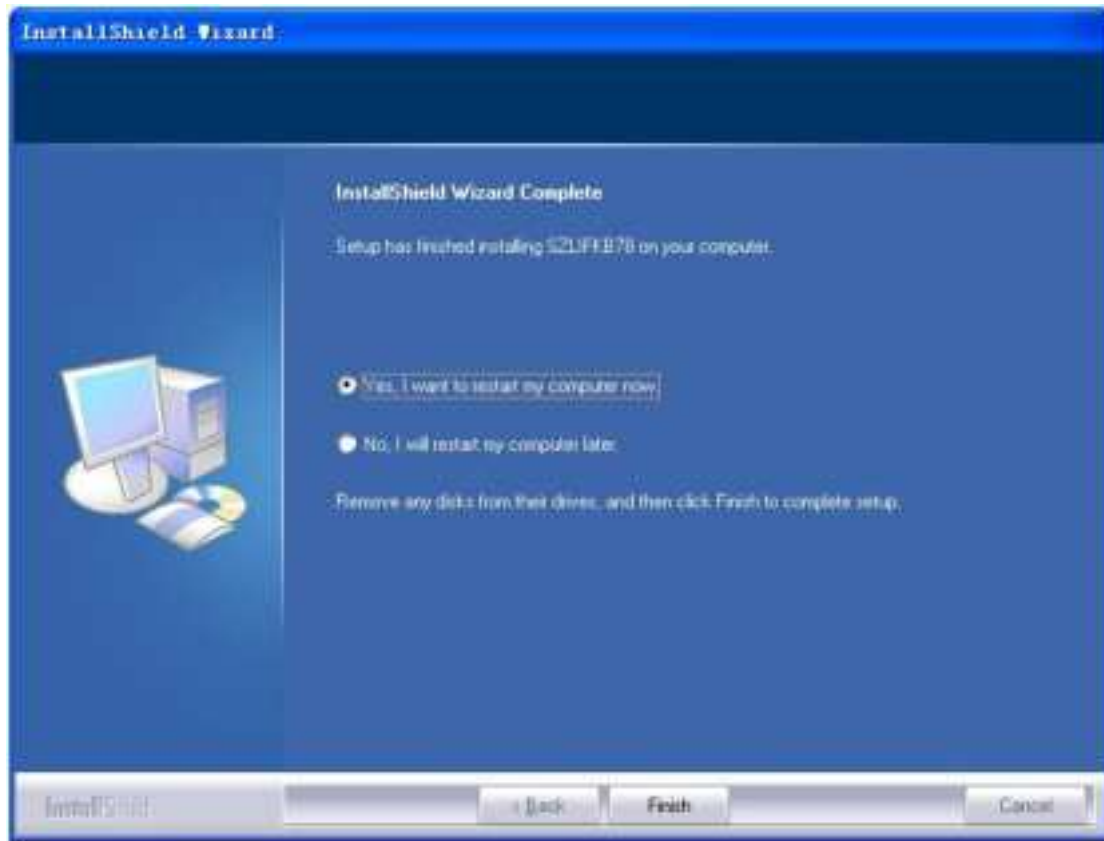 InstallShield Wizard
InstallShield Wizard Complete
Setup has finished installing on your computer.
Yes, I want to restart my computer now.
No, I will restart my computer later.
Remove any disks from their drives, and then click Finish to complete setup.
InstallShield
< Back
Finish
Cancel